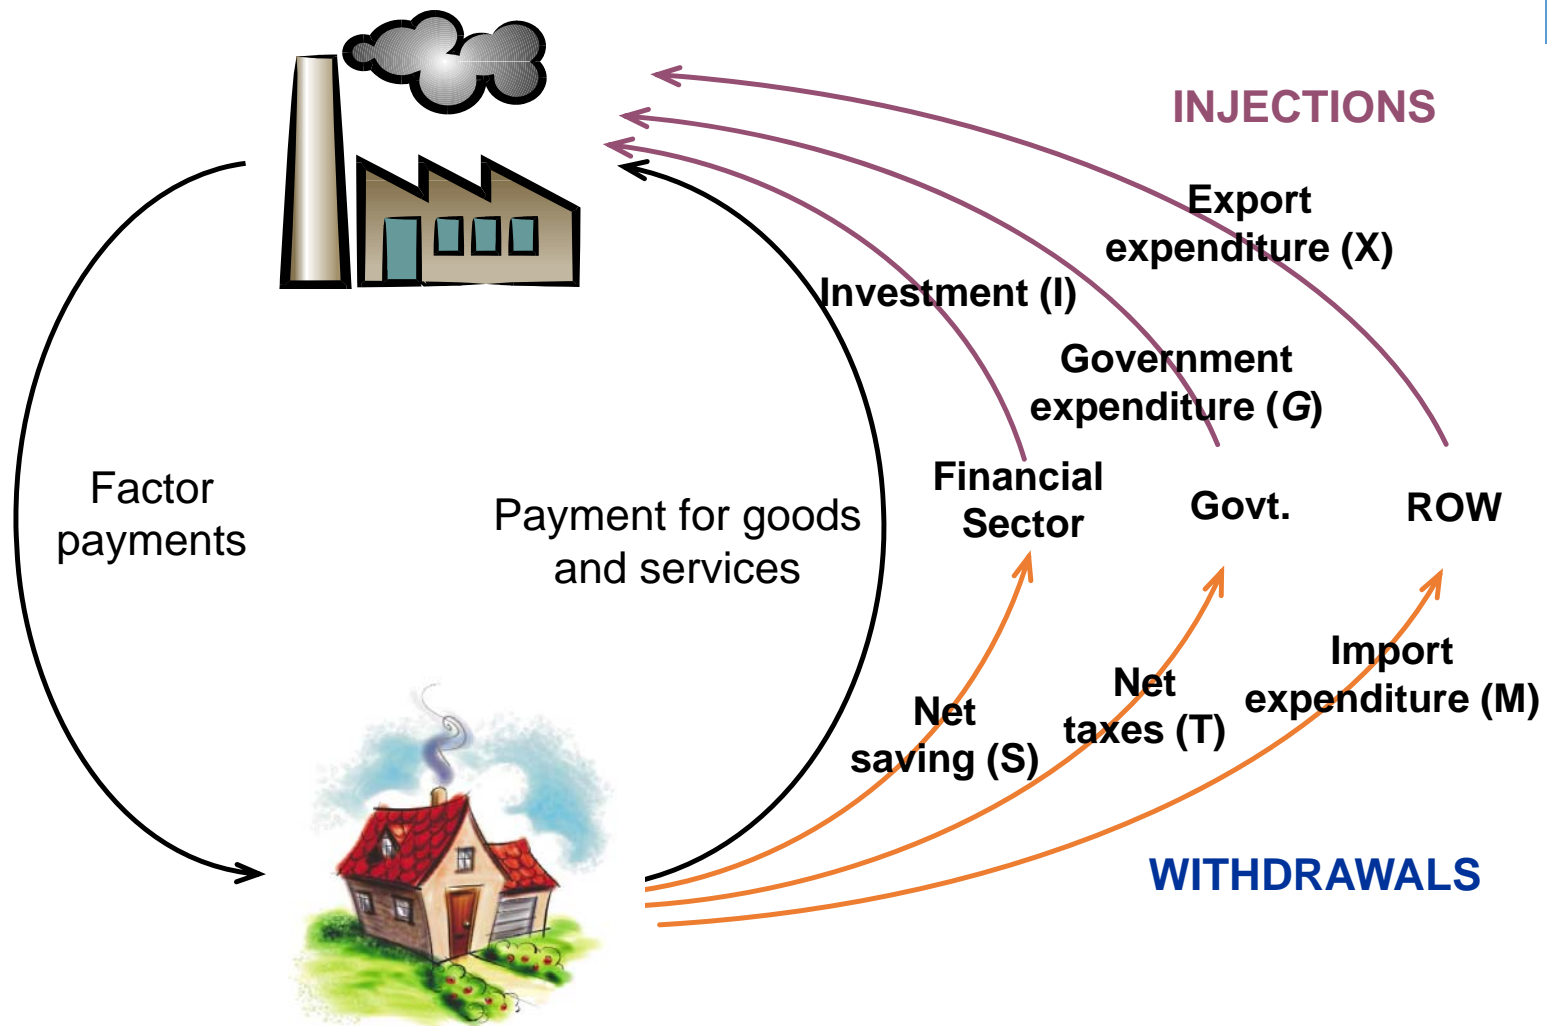 INJECTIONS
Export
expenditure (X)
Investment (I)
Government
expenditure (G)
Factor
payments
Payment for goods
and services
Financial
Sector
Govt.
ROW
Import
expenditure (M)
Net
taxes (T)
Net
saving (S)
WITHDRAWALS